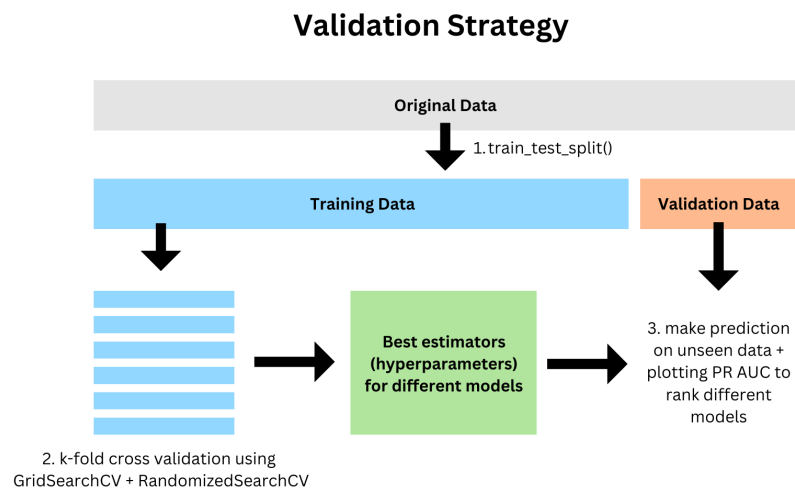 Validation Strategy
Original Data
1. train_test_split()
Training Data
Validation Data
Best estimators
(hyperparameters)
for different models
3. make prediction
on unseen data +
plotting PR AUC to
rank different
models
2. k-fold cross validation using
GridSearchCV + RandomizedSearchCV